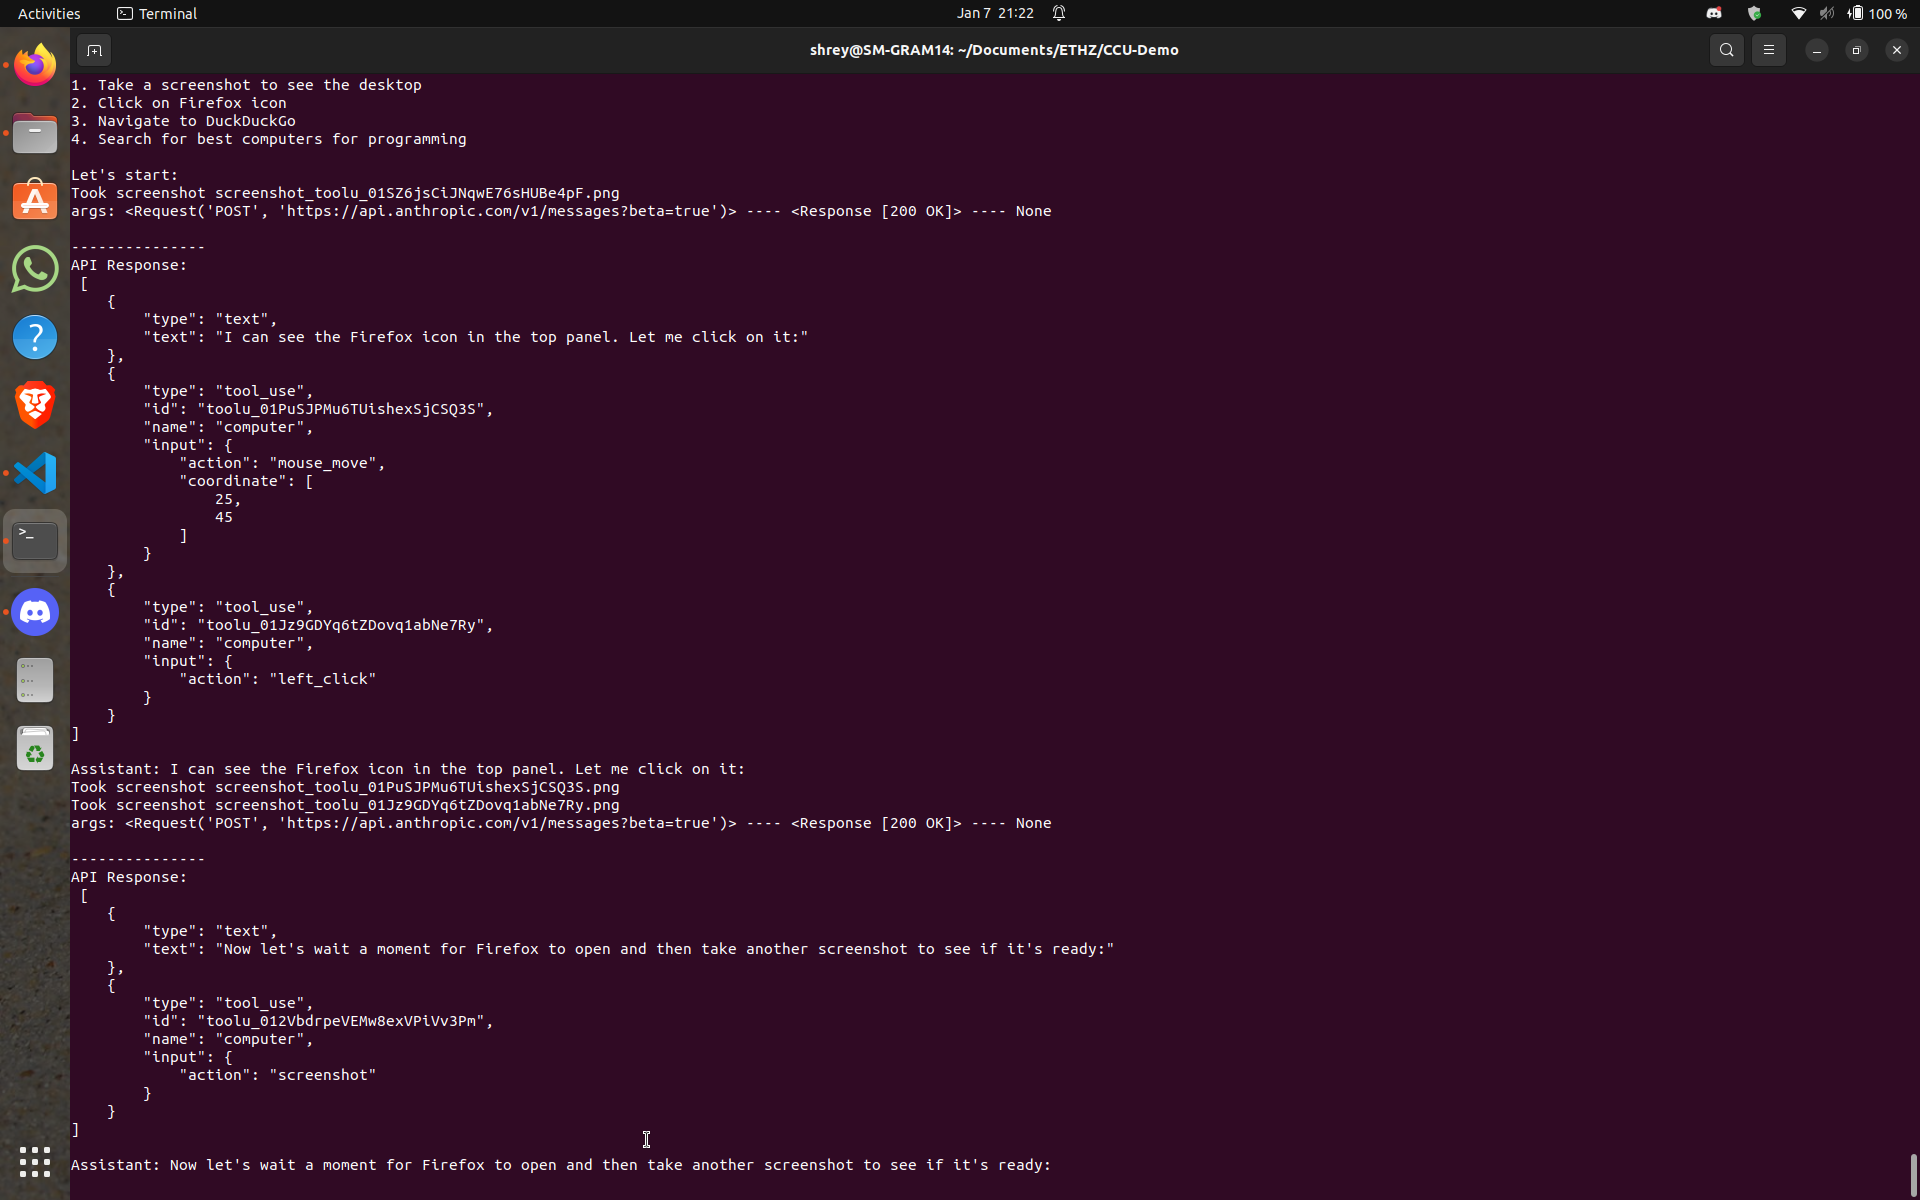 Activities
Terminal
Jan 7 21:22
100 %
shrey@SM-GRAM14: ~/Documents/ETHZ/CCU-Demo
1. Take a screenshot to see the desktop
2. Click on Firefox icon
3. Navigate to DuckDuckGo
4. Search for best computers for programming
Let's start:
Took screenshot screenshot_toolu_01SZ6jsCiJNqwE76sHUBe4pF.png
args: <Request('POST', 'https://api.anthropic.com/v1/messages?beta=true')> ---- <Response [200 OK]> ---- None
---------------
API Response:
 [
    {
        "type": "text",
        "text": "I can see the Firefox icon in the top panel. Let me click on it:"
    },
    {
        "type": "tool_use",
        "id": "toolu_01PuSJPMu6TUishexSjCSQ3S",
        "name": "computer",
        "input": {
            "action": "mouse_move",
            "coordinate": [
                25,
                45
            ]
        }
    },
    {
        "type": "tool_use",
        "id": "toolu_01Jz9GDYq6tZDovq1abNe7Ry",
        "name": "computer",
        "input": {
            "action": "left_click"
        }
    }
]
Assistant: I can see the Firefox icon in the top panel. Let me click on it:
Took screenshot screenshot_toolu_01PuSJPMu6TUishexSjCSQ3S.png
Took screenshot screenshot_toolu_01Jz9GDYq6tZDovq1abNe7Ry.png
args: <Request('POST', 'https://api.anthropic.com/v1/messages?beta=true')> ---- <Response [200 OK]> ---- None
---------------
API Response:
 [
    {
        "type": "text",
        "text": "Now let's wait a moment for Firefox to open and then take another screenshot to see if it's ready:"
    },
    {
        "type": "tool_use",
        "id": "toolu_012VbdrpeVEMw8exVPiVv3Pm",
        "name": "computer",
        "input": {
            "action": "screenshot"
        }
    }
]
Assistant: Now let's wait a moment for Firefox to open and then take another screenshot to see if it's ready: